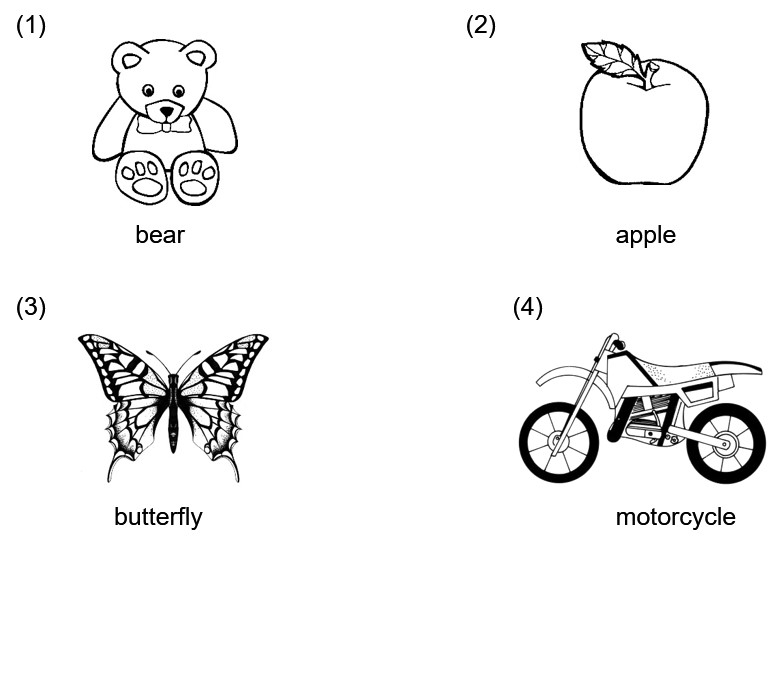 (1)
(2)
bear
apple
(3)
(4)
butterfly
motorcycle